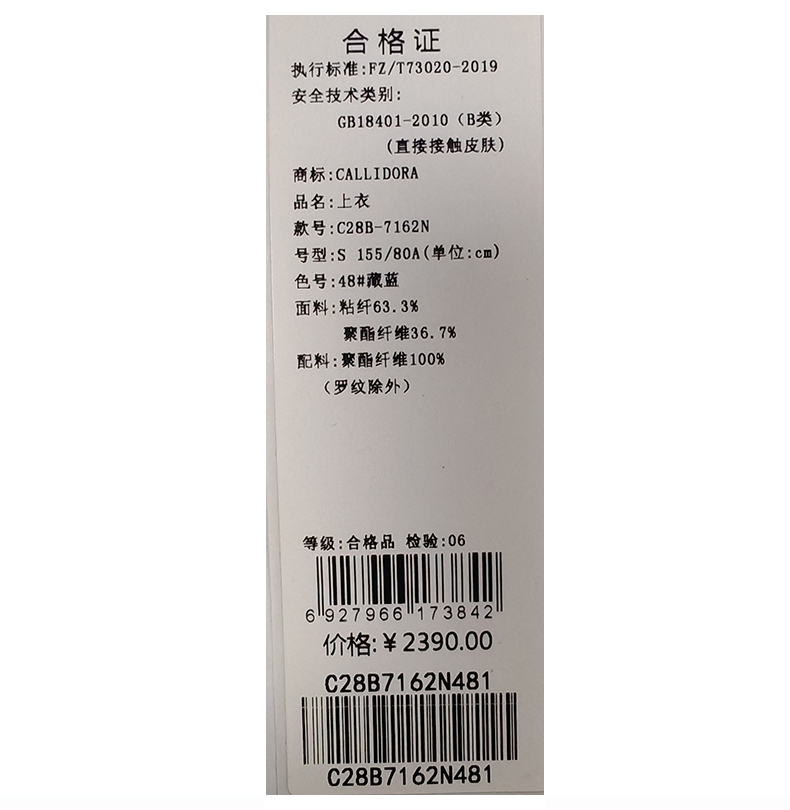 合格证
执行标准:FZ/T73020-2019
安全技术类别:
GB18401-2010（B类）
(直接接触皮肤)
商标:CALLIDORA
品名:上衣
款号:C28B-7162N
号型:S 155/80A(单位:cm)
色号:48#藏蓝
面料:粘纤63.3%
聚酯纤维36.7%
配料:聚酯纤维100%
（罗纹除外）
等级:合格品 检验:06
6 927966 173842
价格:￥2390.00
C28B7162N481
C28B7162N481